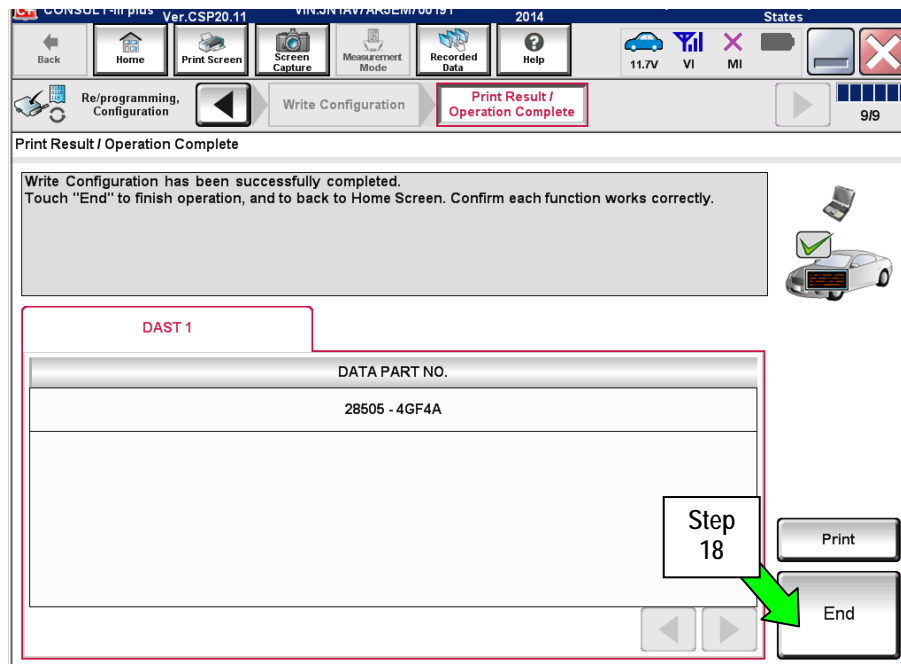 CONSULT-III plus Ver.CSP20.11 2014 States
Back
Home
Print Screen
Screen
Capture
Measurement
Mode
Recorded
Data
Help
11.7V VI MI
Re/programming,
Configuration
Write Configuration
Print Result /
Operation Complete
9/9
Print Result / Operation Complete
Write Configuration has been successfully completed.
Touch "End" to finish operation, and to back to Home Screen. Confirm each function works correctly.
DAST 1
DATA PART NO.
28505 - 4GF4A
Step
18
Print
End